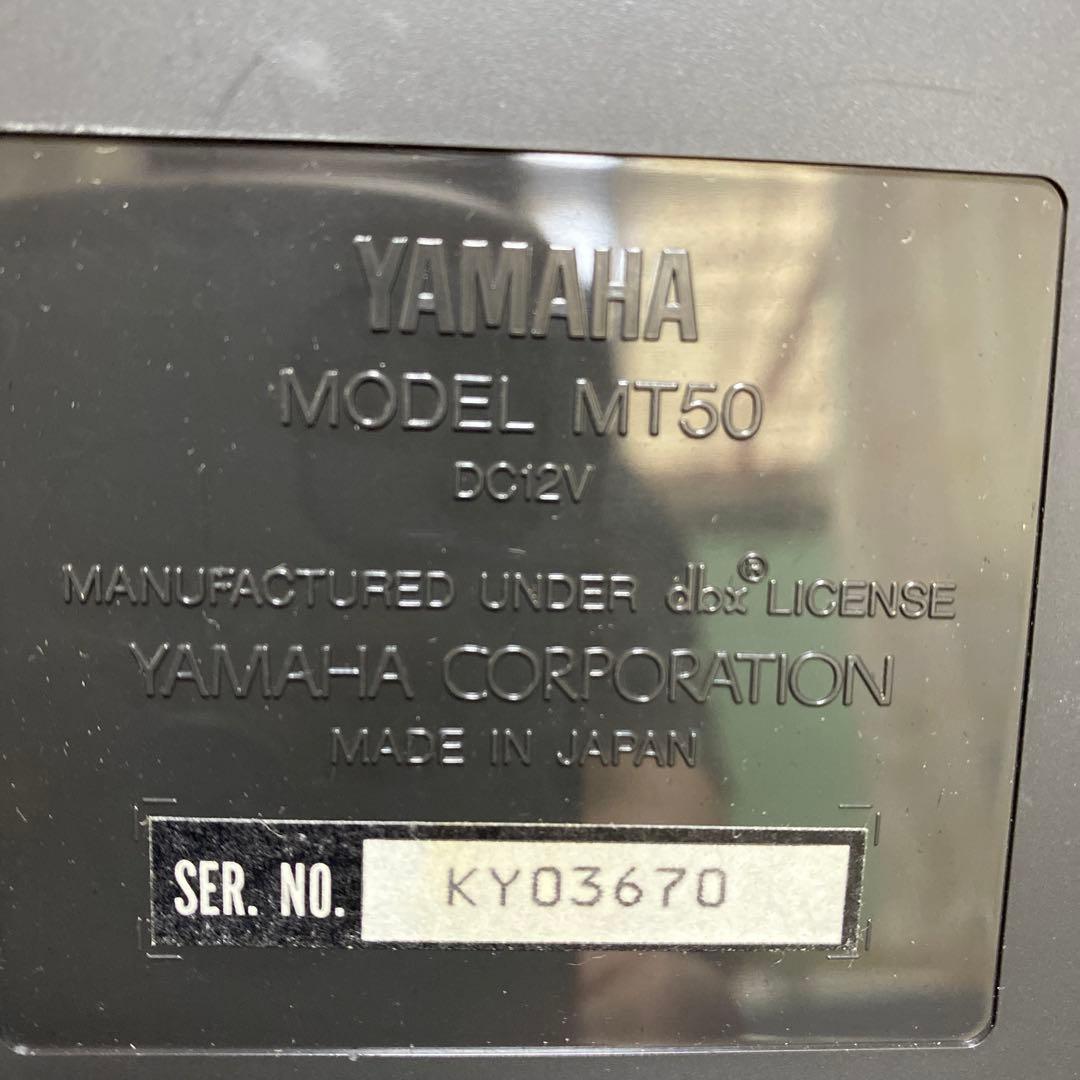 YAMAHA
MODEL MT50
DC12V
MANUFACTURED UNDER dbx® LICENSE
YAMAHA CORPORATION
MADE IN JAPAN
SER. NO. KY03670